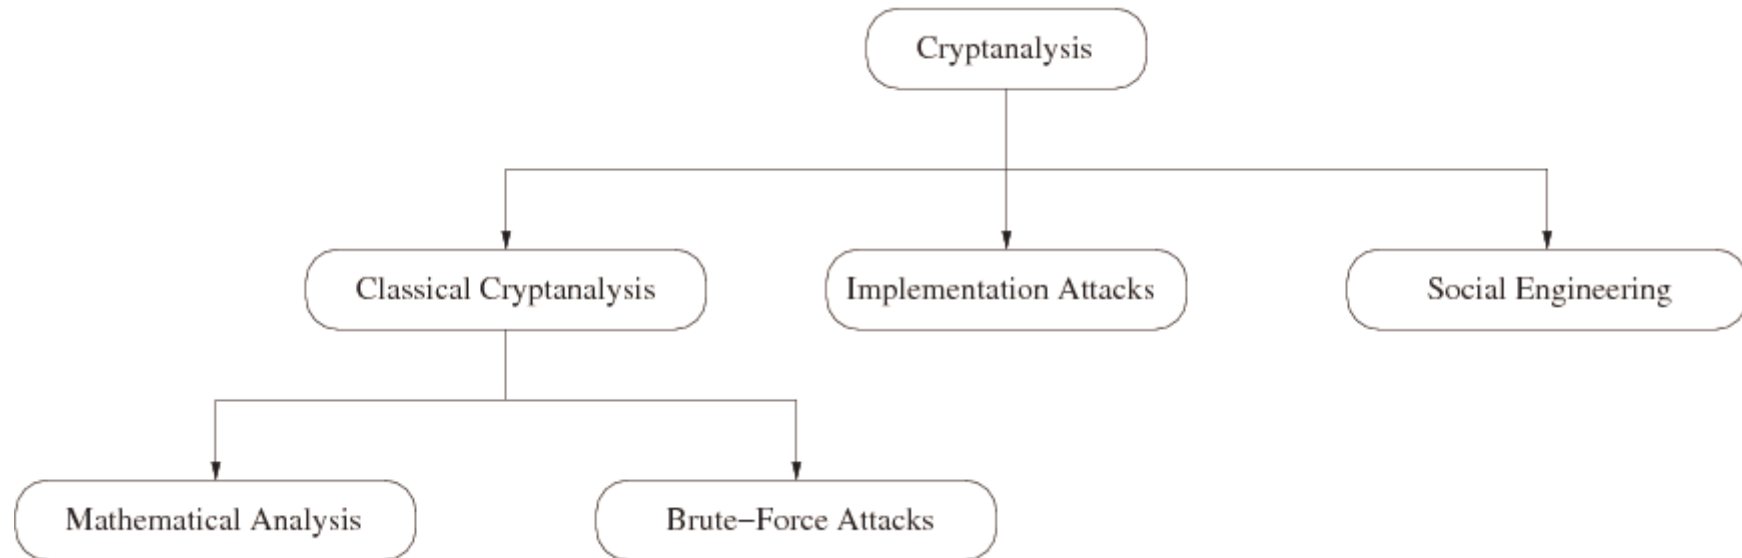 Cryptanalysis
Classical Cryptanalysis
Implementation Attacks
Social Engineering
Mathematical Analysis
Brute−Force Attacks